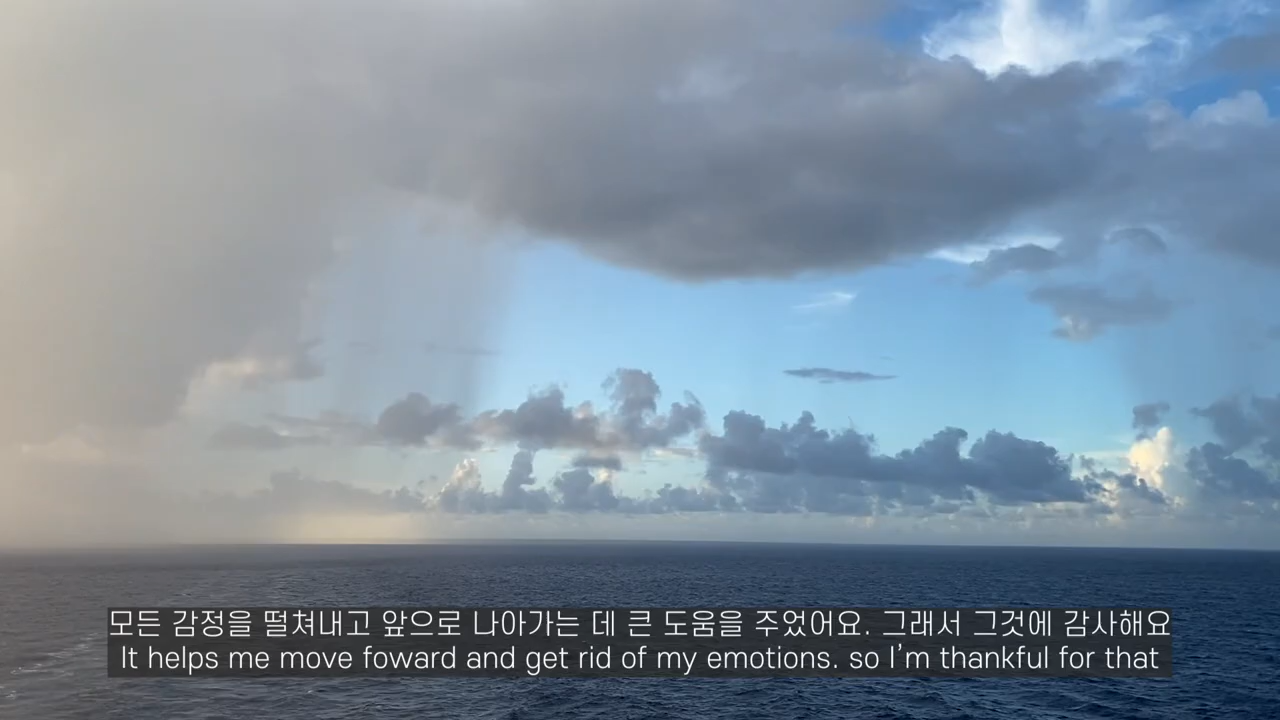 모든 감정을 떨쳐내고 앞으로 나아가는 데 큰 도움을 주었어요. 그래서 그것에 감사해요
It helps me move foward and get rid of my emotions. so I'm thankful for that